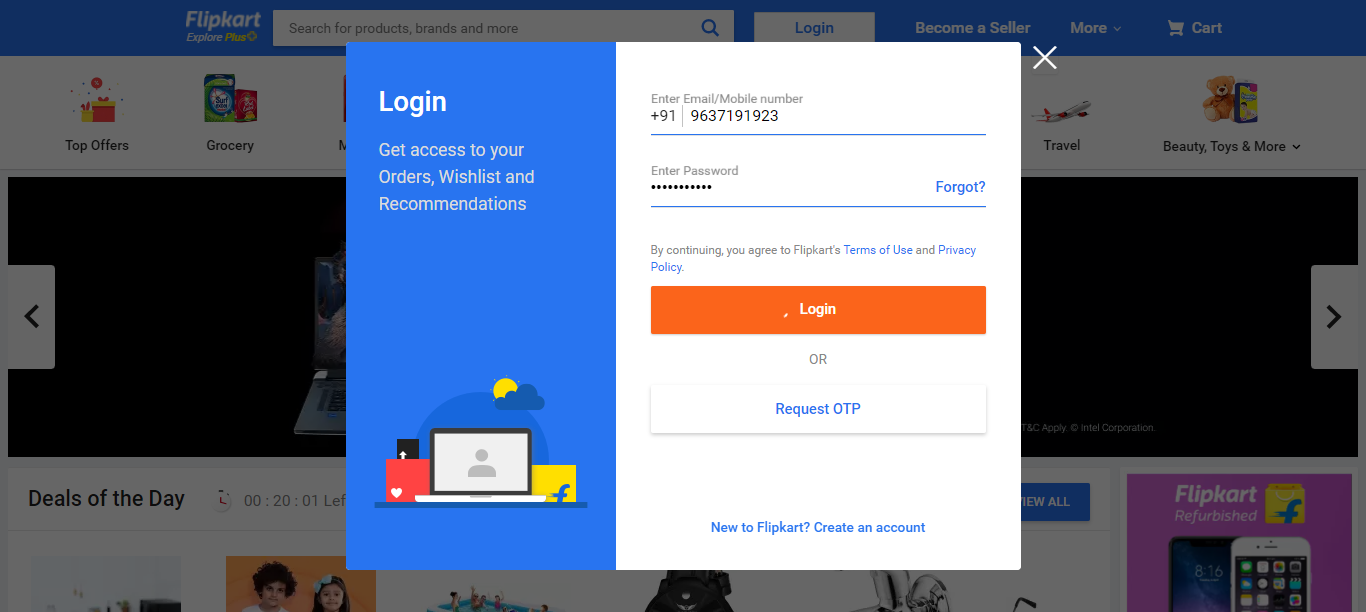 Flipkart
Explore Plus
Search for products, brands and more
Login
Become a Seller
More
Cart
Top Offers
Grocery
M
Travel
Beauty, Toys & More
Login
Get access to your
Orders, Wishlist and
Recommendations
Enter Email/Mobile number
+91 9637191923
Enter Password
Forgot?
By continuing, you agree to Flipkart's Terms of Use and Privacy
Policy.
Login
OR
Request OTP
New to Flipkart? Create an account
T&C Apply. © Intel Corporation.
Deals of the Day
00 : 20 : 01 Lef
IEW ALL
Flipkart
Refurbished
8:16